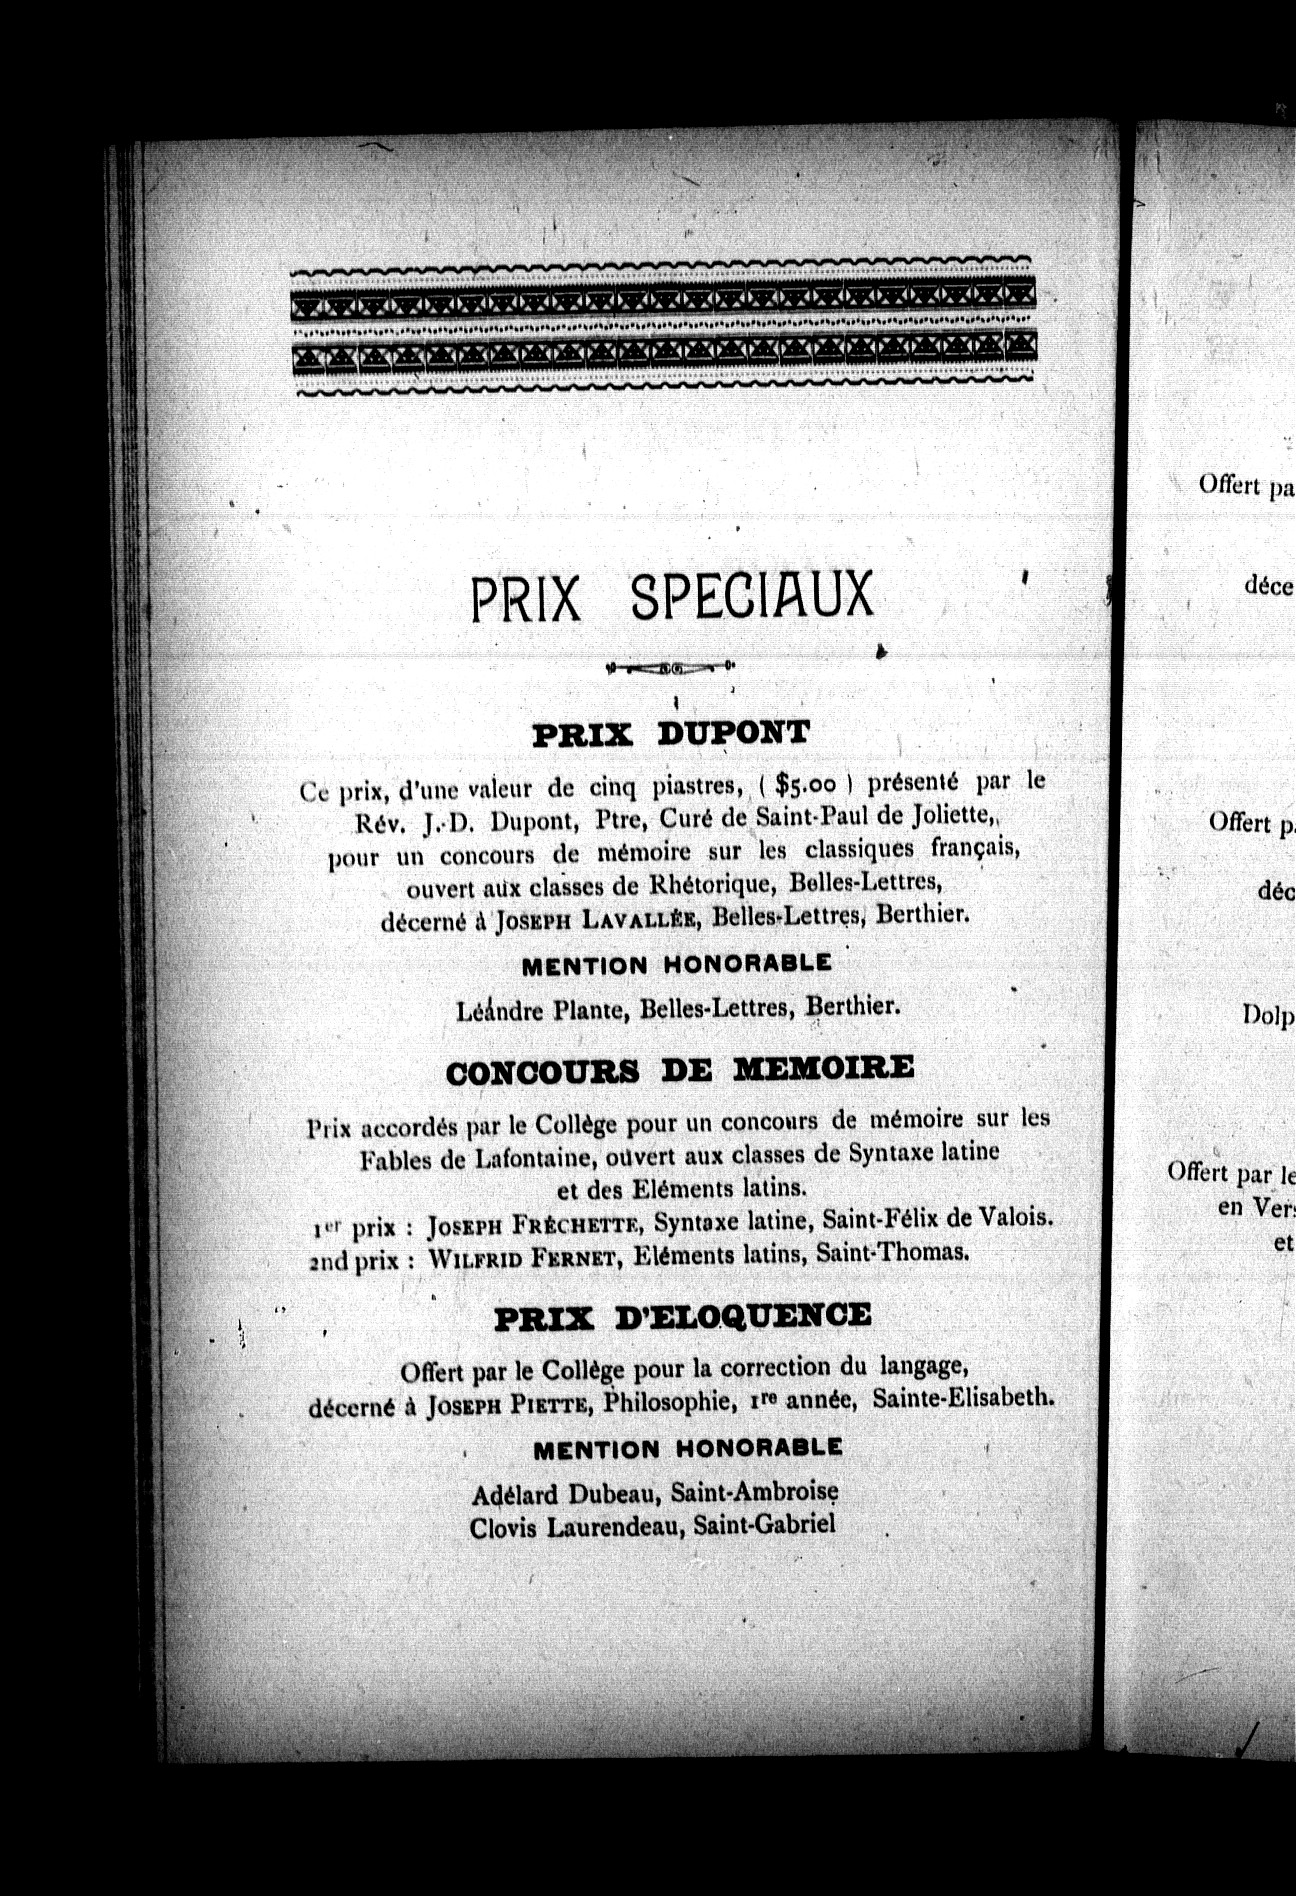 PRIX SPECIAUX
PRIX DUPONT
Ce prix, d'une valeur de cinq piastres, ( $5.00 ) présenté par le
Rév. J.-D. Dupont, Ptre, Curé de Saint-Paul de Joliette,
pour un concours de mémoire sur les classiques français,
ouvert aux classes de Rhétorique, Belles-Lettres,
décerné à JOSEPH LAVALLÉE, Belles-Lettres, Berthier.
MENTION HONORABLE
Léandre Plante, Belles-Lettres, Berthier.
CONCOURS DE MEMOIRE
Prix accordés par le Collège pour un concours de mémoire sur les
Fables de Lafontaine, ouvert aux classes de Syntaxe latine
et des Eléments latins.
1er prix : JOSEPH FRÉCHETTE, Syntaxe latine, Saint-Félix de Valois.
2nd prix : WILFRID FERNET, Eléments latins, Saint-Thomas.
PRIX D'ELOQUENCE
Offert par le Collège pour la correction du langage,
décerné à JOSEPH PIETTE, Philosophie, 1re année, Sainte-Elisabeth.
MENTION HONORABLE
Adélard Dubeau, Saint-Ambroise
Clovis Laurendeau, Saint-Gabriel
Offert pa
déce
Offert p
déc
Dolp
Offert par le
en Vers
et